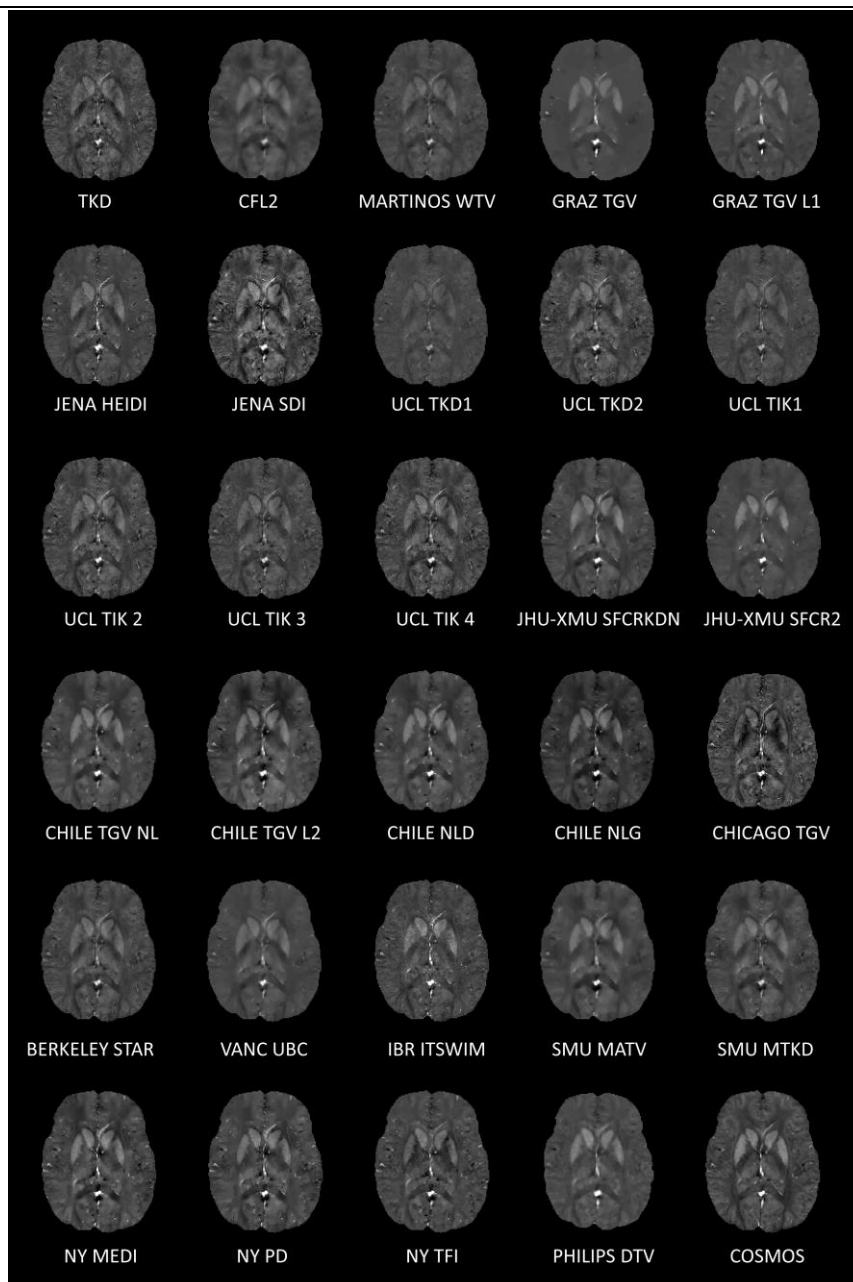 TKD CFL2 MARTINOS WTV GRAZ TGV GRAZ TGV L1
JENA HEIDI JENA SDI UCL TKD1 UCL TKD2 UCL TIK1
UCL TIK 2 UCL TIK 3 UCL TIK 4 JHU-XMU SFCRKDN JHU-XMU SFCR2
CHILE TGV NL CHILE TGV L2 CHILE NLD CHILE NLG CHICAGO TGV
BERKELEY STAR VANC UBC IBR ITSWIM SMU MATV SMU MTKD
NY MEDI NY PD NY TFI PHILIPS DTV COSMOS